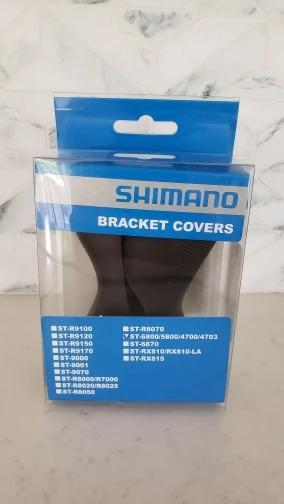 SHIMANO
BRACKET COVERS
ST-R9100
ST-R9120
ST-R9150
ST-R9170
ST-9000
ST-9001
ST-9070
ST-R8000/R7000
ST-R8020/R8025
ST-R8050
ST-R8070
ST-6800/5800/4700/4703
ST-6870
ST-RX810/RX810-LA
ST-RX815